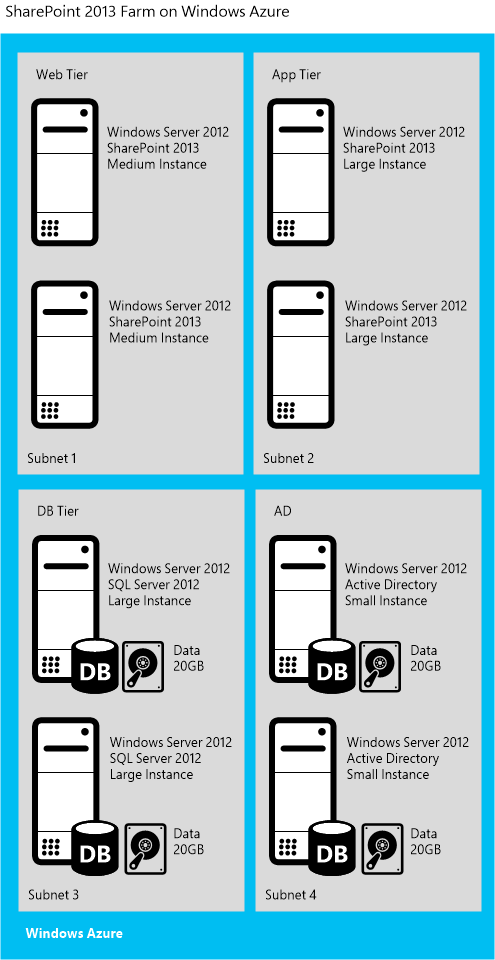 SharePoint 2013 Farm on Windows Azure
Web Tier
Windows Server 2012
SharePoint 2013
Medium Instance
Windows Server 2012
SharePoint 2013
Medium Instance
Subnet 1
App Tier
Windows Server 2012
SharePoint 2013
Large Instance
Windows Server 2012
SharePoint 2013
Large Instance
Subnet 2
DB Tier
Windows Server 2012
SQL Server 2012
Large Instance
DB
Data
20GB
Windows Server 2012
SQL Server 2012
Large Instance
DB
Data
20GB
Subnet 3
AD
Windows Server 2012
Active Directory
Small Instance
DB
Data
20GB
Windows Server 2012
Active Directory
Small Instance
DB
Data
20GB
Subnet 4
Windows Azure